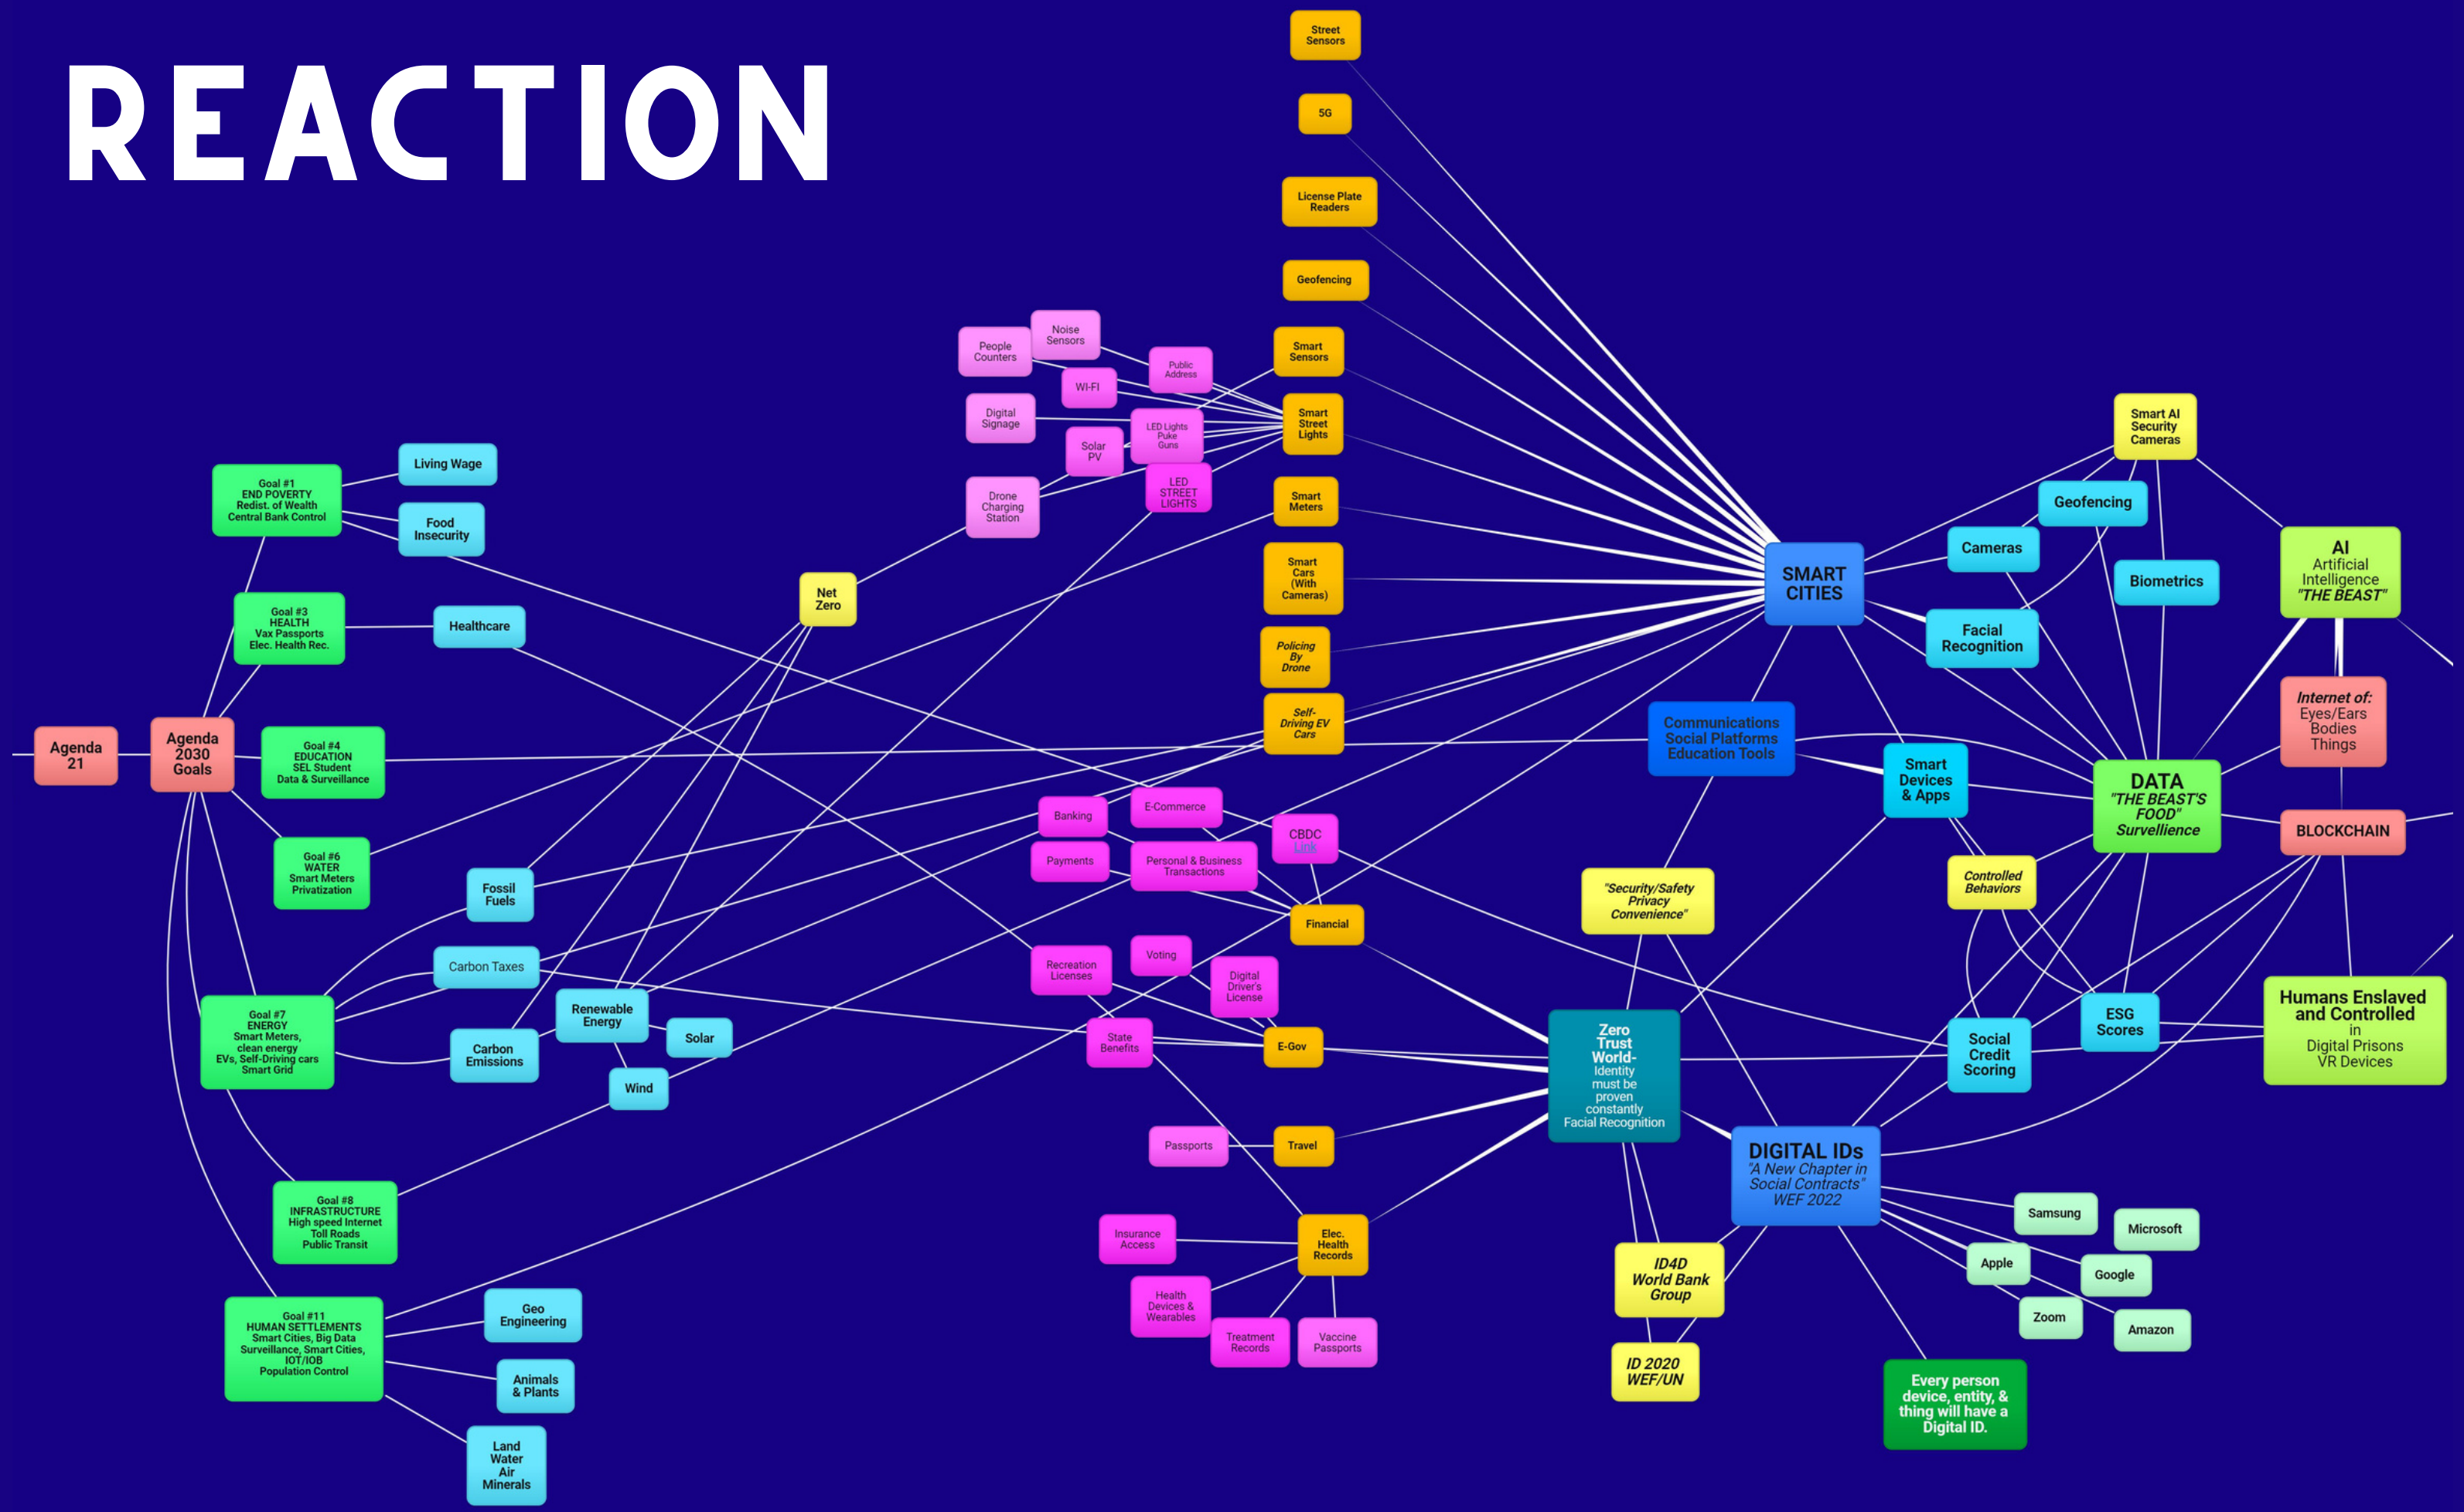 REACTION
Street
Sensors
5G
License Plate
Readers
Geofencing
Smart
Sensors
Smart
Street
Lights
Smart
Meters
Smart
Cars
(With
Cameras)
Policing
By
Drone
Self-
Driving EV
Cars
Noise
Sensors
People
Counters
Public
Address
WI-FI
Digital
Signage
LED Lights
Puke
Guns
Solar
PV
LED
STREET
LIGHTS
Drone
Charging
Station
Net
Zero
Agenda
21
Agenda
2030
Goals
Goal #1
END POVERTY
Redist. of Wealth
Central Bank Control
Living Wage
Food
Insecurity
Goal #3
HEALTH
Vax Passports
Elec. Health Rec.
Healthcare
Goal #4
EDUCATION
SEL Student
Data & Surveillance
Goal #6
WATER
Smart Meters
Privatization
Goal #7
ENERGY
Smart Meters,
clean energy
EVs, Self-Driving cars
Smart Grid
Fossil
Fuels
Carbon Taxes
Carbon
Emissions
Renewable
Energy
Solar
Wind
Goal #8
INFRASTRUCTURE
High speed Internet
Toll Roads
Public Transit
Goal #11
HUMAN SETTLEMENTS
Smart Cities, Big Data
Surveillance, Smart Cities,
IOT/IOB
Population Control
Geo
Engineering
Animals
& Plants
Land
Water
Air
Minerals
Banking
E-Commerce
CBDC
Link
Payments
Personal & Business
Transactions
Financial
Recreation
Licenses
Voting
Digital
Driver's
License
State
Benefits
E-Gov
Passports
Travel
Insurance
Access
Elec.
Health
Records
Health
Devices &
Wearables
Treatment
Records
Vaccine
Passports
SMART
CITIES
Communications
Social Platforms
Education Tools
"Security/Safety
Privacy
Convenience"
Zero
Trust
World-
Identity
must be
proven
constantly
Facial Recognition
DIGITAL IDs
"A New Chapter in
Social Contracts"
WEF 2022
ID4D
World Bank
Group
ID 2020
WEF/UN
Samsung
Microsoft
Apple
Google
Zoom
Amazon
Every person
device, entity, &
thing will have a
Digital ID.
Smart AI
Security
Cameras
Geofencing
Cameras
Biometrics
Facial
Recognition
AI
Artificial
Intelligence
"THE BEAST"
Internet of:
Eyes/Ears
Bodies
Things
Smart
Devices
& Apps
DATA
"THE BEAST'S
FOOD"
Survellience
BLOCKCHAIN
Controlled
Behaviors
Social
Credit
Scoring
ESG
Scores
Humans Enslaved
and Controlled
in
Digital Prisons
VR Devices